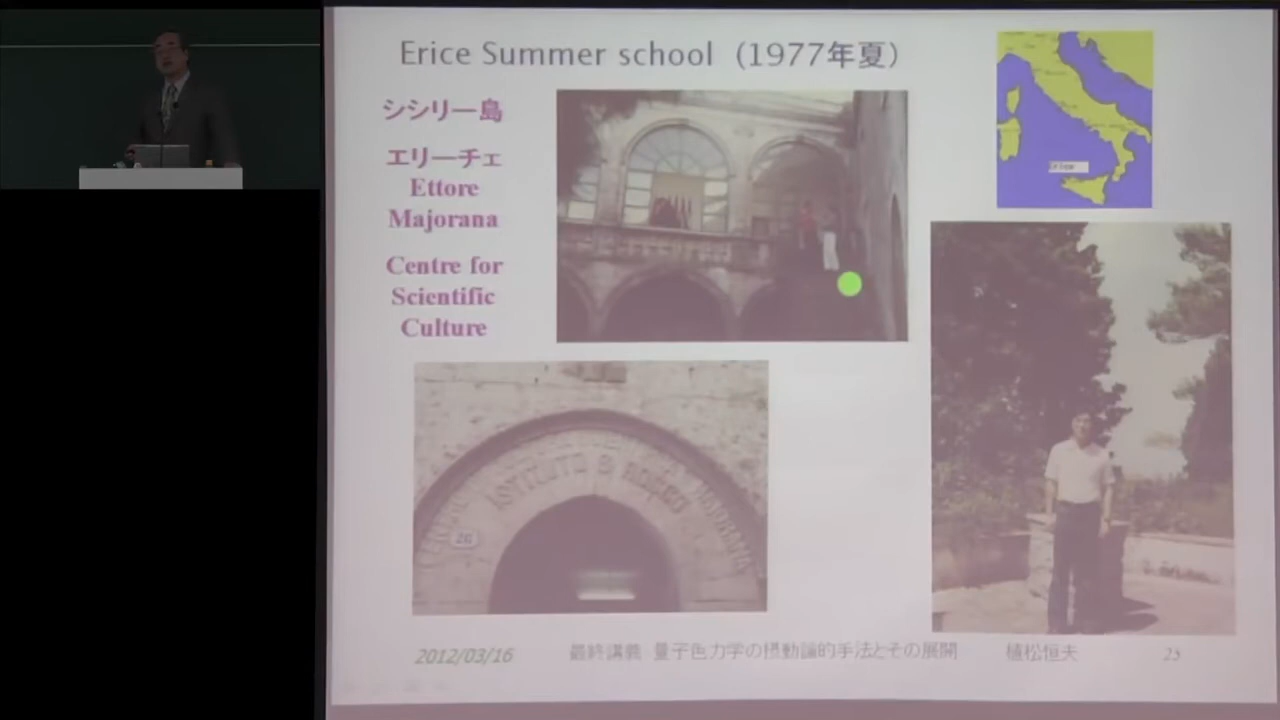 Erice Summer school (1977年夏)
シシリー島
エリーチェ
Ettore
Majorana
Centre for
Scientific
Culture
2012/03/16 最終講義 量子色力学の摂動論的手法とその展開 植松恒夫 25